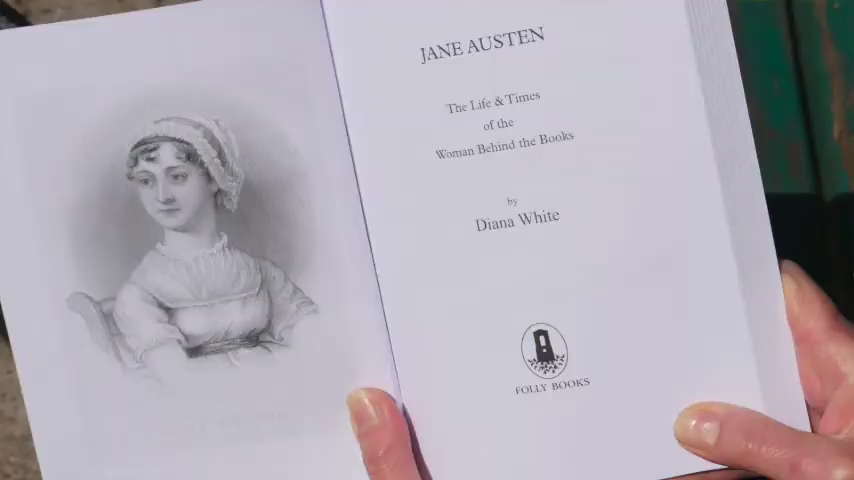 JANE AUSTEN
The Life & Times
of the
Woman Behind the Books
by
Diana White
FOLLY BOOKS